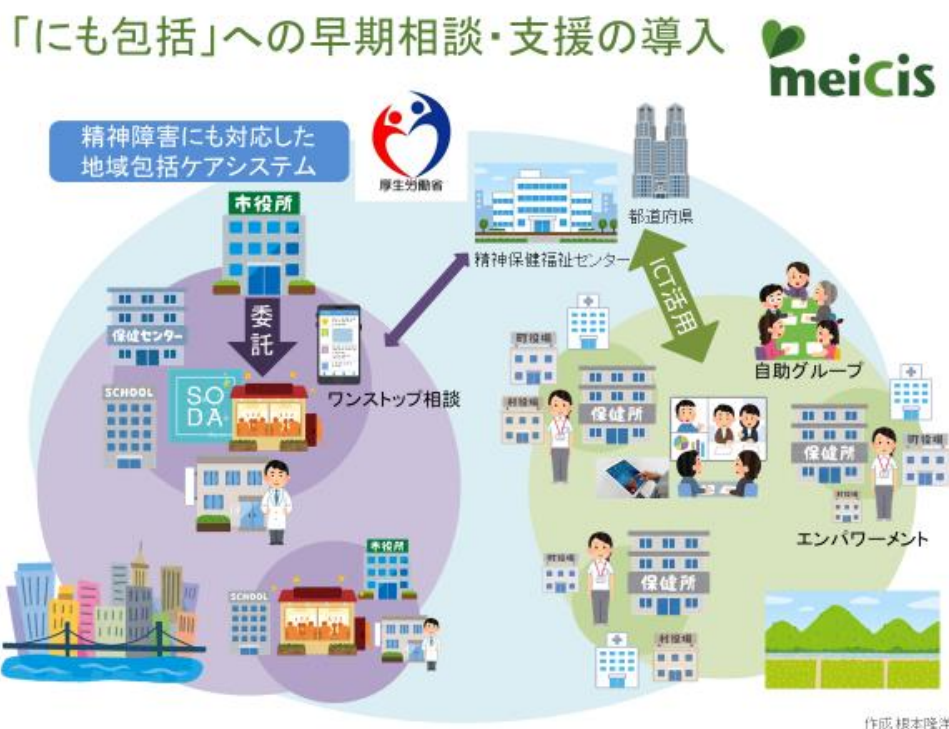 「にも包括」への早期相談・支援の導入
meiCis
精神障害にも対応した
地域包括ケアシステム
厚生労働省
都道府県
精神保健福祉センター
市役所
委託
保健センター
SCHOOL
SO
DA
ワンストップ相談
ICT活用
自助グループ
町役場
村役場
保健所
保健所
町役場
村役場
エンパワーメント
市役所
SCHOOL
町役場
保健所
村役場
作成 根本隆洋